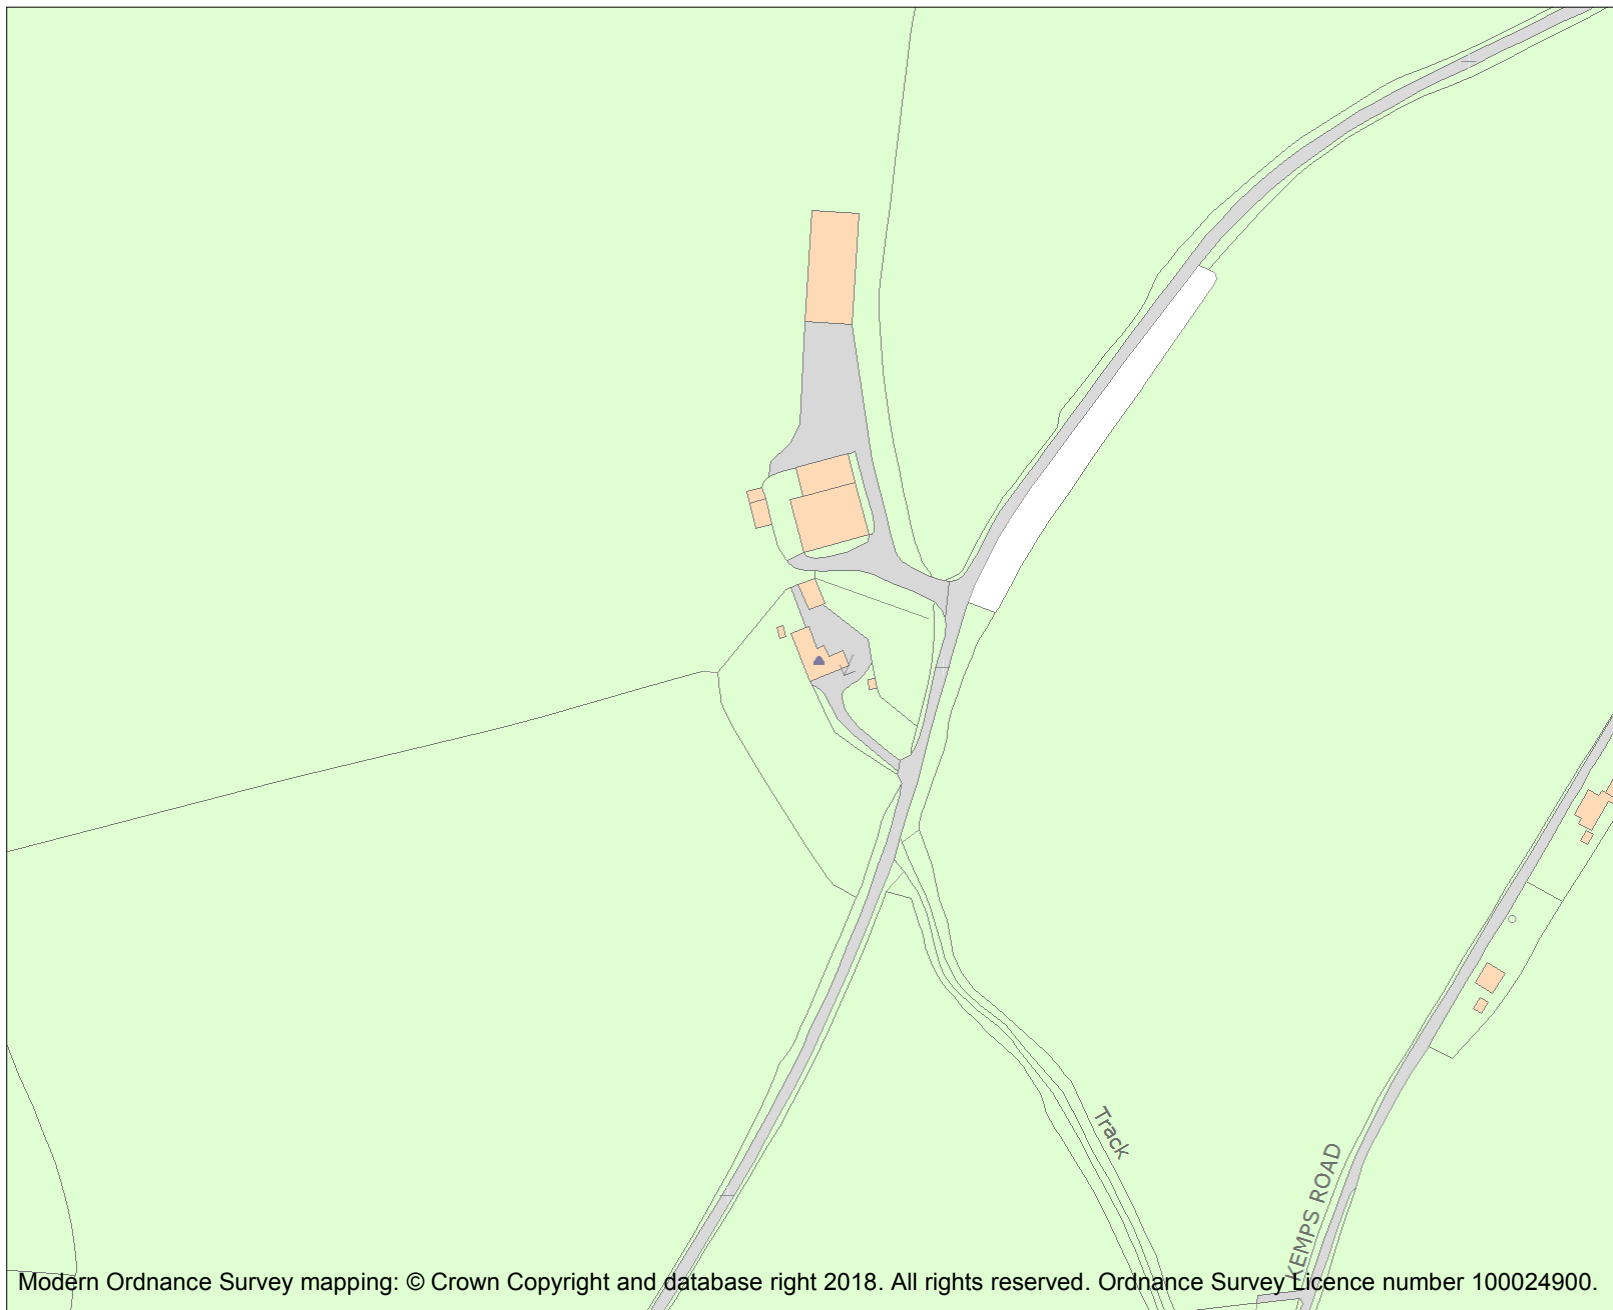 Track
KEMPS ROAD
Modern Ordnance Survey mapping: © Crown Copyright and database right 2018. All rights reserved. Ordnance Survey Licence number 100024900.